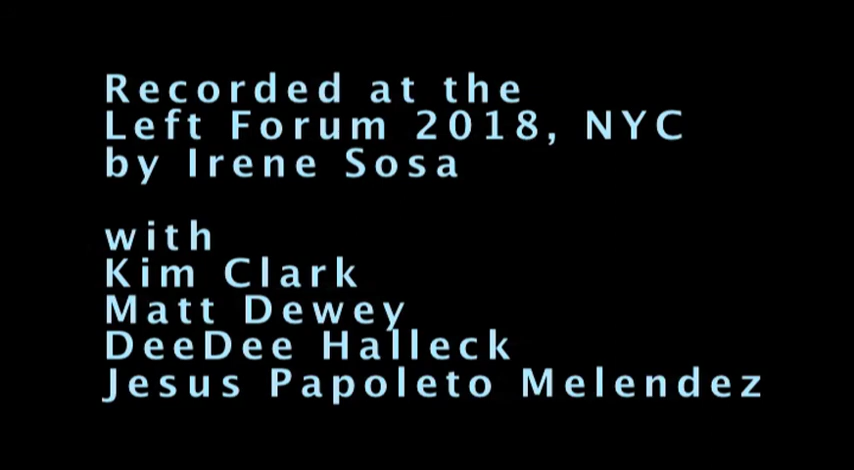 Recorded at the
Left Forum 2018, NYC
by Irene Sosa
with
Kim Clark
Matt Dewey
DeeDee Halleck
Jesus Papoleto Melendez